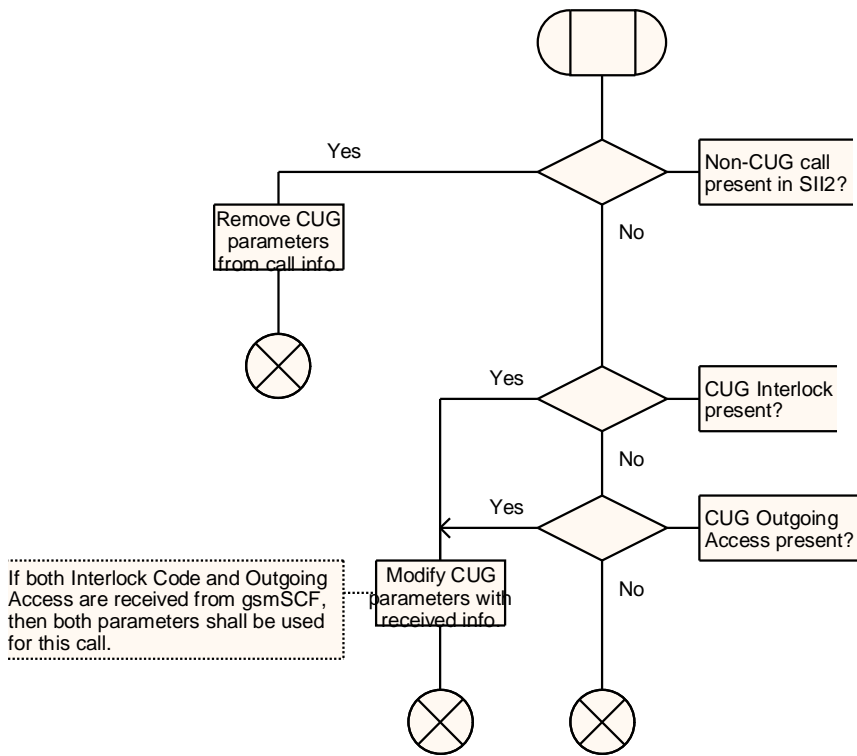 Yes
Non-CUG call
present in SII2?
Remove CUG
parameters
from call info.
No
Yes
CUG Interlock
present?
No
Yes
CUG Outgoing
Access present?
If both Interlock Code and Outgoing
Access are received from gsmSCF,
then both parameters shall be used
for this call.
Modify CUG
parameters with
received info.
No